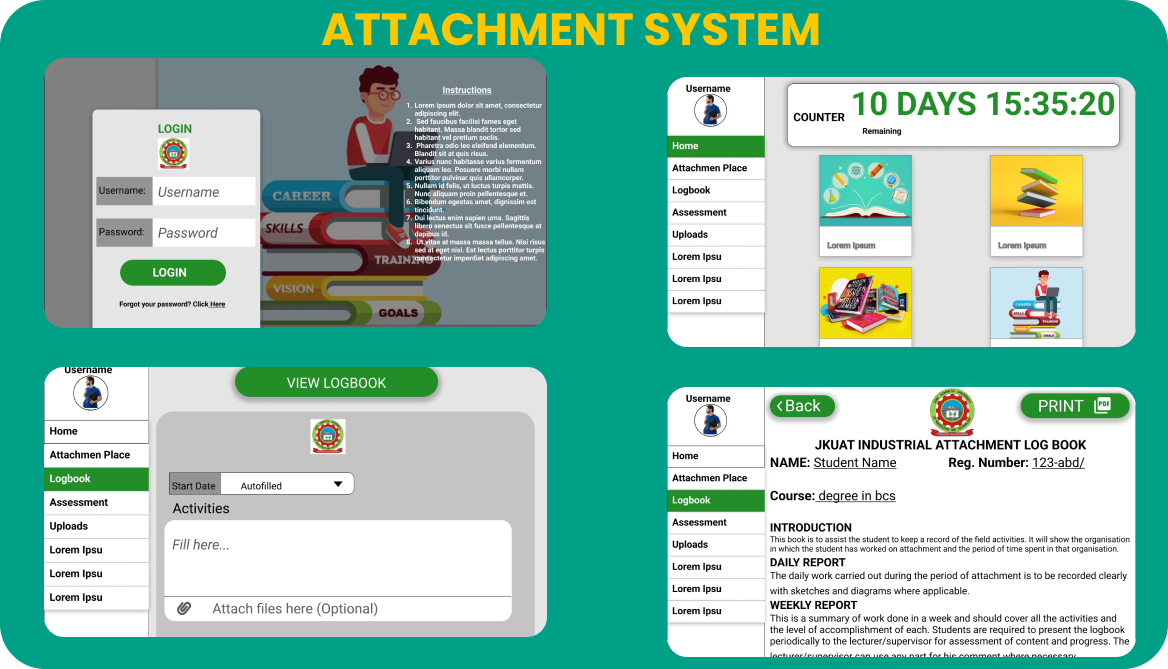 ATTACHMENT SYSTEM
LOGIN
Username:
Username
Password:
Password
LOGIN
Forgot your password? Click Here
CAREER
SKILLS
TRAINING
VISION
GOALS
Instructions
1. Lorem ipsum dolor sit amet, consectetur
adipiscing elit.
2. Sed faucibus facilisi fames eget
habitant. Massa blandit tortor sed
habitant vel pretium sociis.
3. Pharetra odio leo eleifend elementum.
Blandit sit at quis risus.
4. Varius nunc habitasse varius fermentum
aliquam leo. Posuere morbi nullam
porttitor pulvinar quis ullamcorper.
5. Nullam id felis, ut luctus turpis mattis.
Nunc aliquam proin pellentesque et.
6. Bibendum egestas amet, dignissim est
tincidunt.
7. Dui lectus enim sapien urna. Sagittis
libero senectus sit fusce pellentesque at
dapibus id.
8. Ut vitae at massa massa tellus. Nisi risus
sed at eget nisi. Est lectus porttitor turpis
consectetur imperdiet adipiscing amet.
Username
Home
Attachmen Place
Logbook
Assessment
Uploads
Lorem Ipsu
Lorem Ipsu
Lorem Ipsu
COUNTER
10 DAYS 15:35:20
Remaining
Lorem Ipsum
Lorem Ipsum
CAREER
SKILLS
TRAINING
VISION
GOALS
Username
Home
Attachmen Place
Logbook
Assessment
Uploads
Lorem Ipsu
Lorem Ipsu
Lorem Ipsu
VIEW LOGBOOK
Start Date
Autofilled
Activities
Fill here...
Attach files here (Optional)
Username
Home
Attachmen Place
Logbook
Assessment
Uploads
Lorem Ipsu
Lorem Ipsu
Lorem Ipsu
Back
PRINT PDF
JKUAT INDUSTRIAL ATTACHMENT LOG BOOK
NAME: Student Name Reg. Number: 123-abd/
Course: degree in bcs
INTRODUCTION
This book is to assist the student to keep a record of the field activities. It will show the organisation
in which the student has worked on attachment and the period of time spent in that organisation.
DAILY REPORT
The daily work carried out during the period of attachment is to be recorded clearly
with sketches and diagrams where applicable.
WEEKLY REPORT
This is a summary of work done in a week and should cover all the activities and
the level of accomplishment of each. Students are required to present the logbook
periodically to the lecturer/supervisor for assessment of content and progress. The
lecturer/supervisor can use any part for his comment where necessary